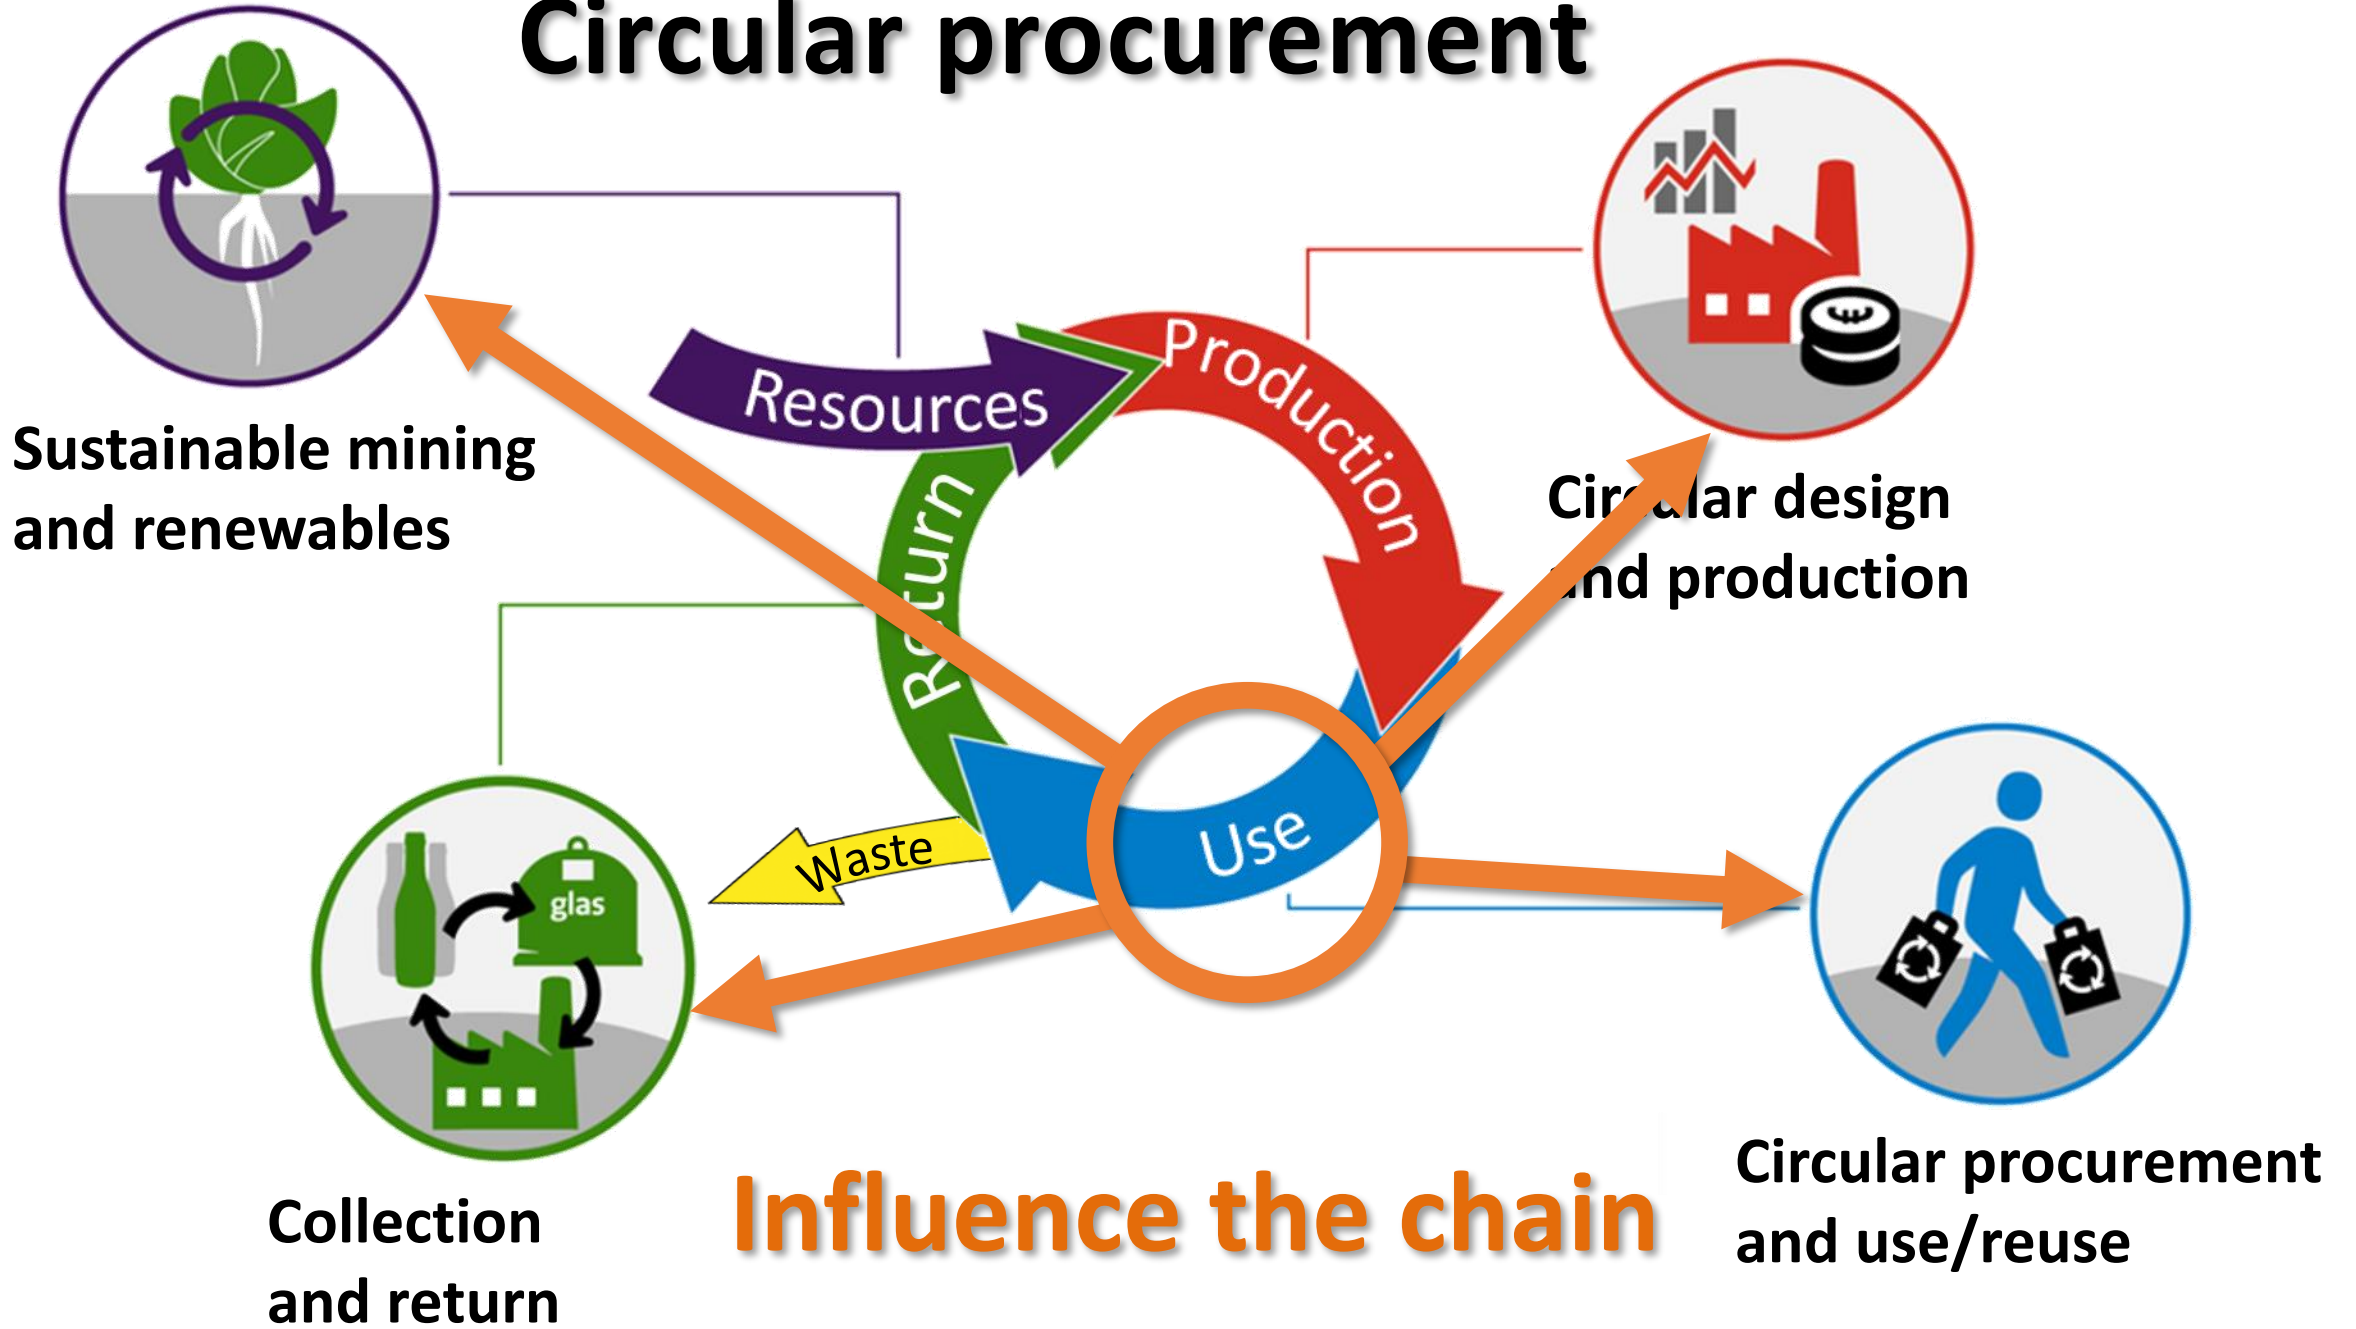 Circular procurement
Resources
Production
Sustainable mining
and renewables
Circular design
and production
Return
Use
Waste
glas
Circular procurement
and use/reuse
Influence the chain
Collection
and return